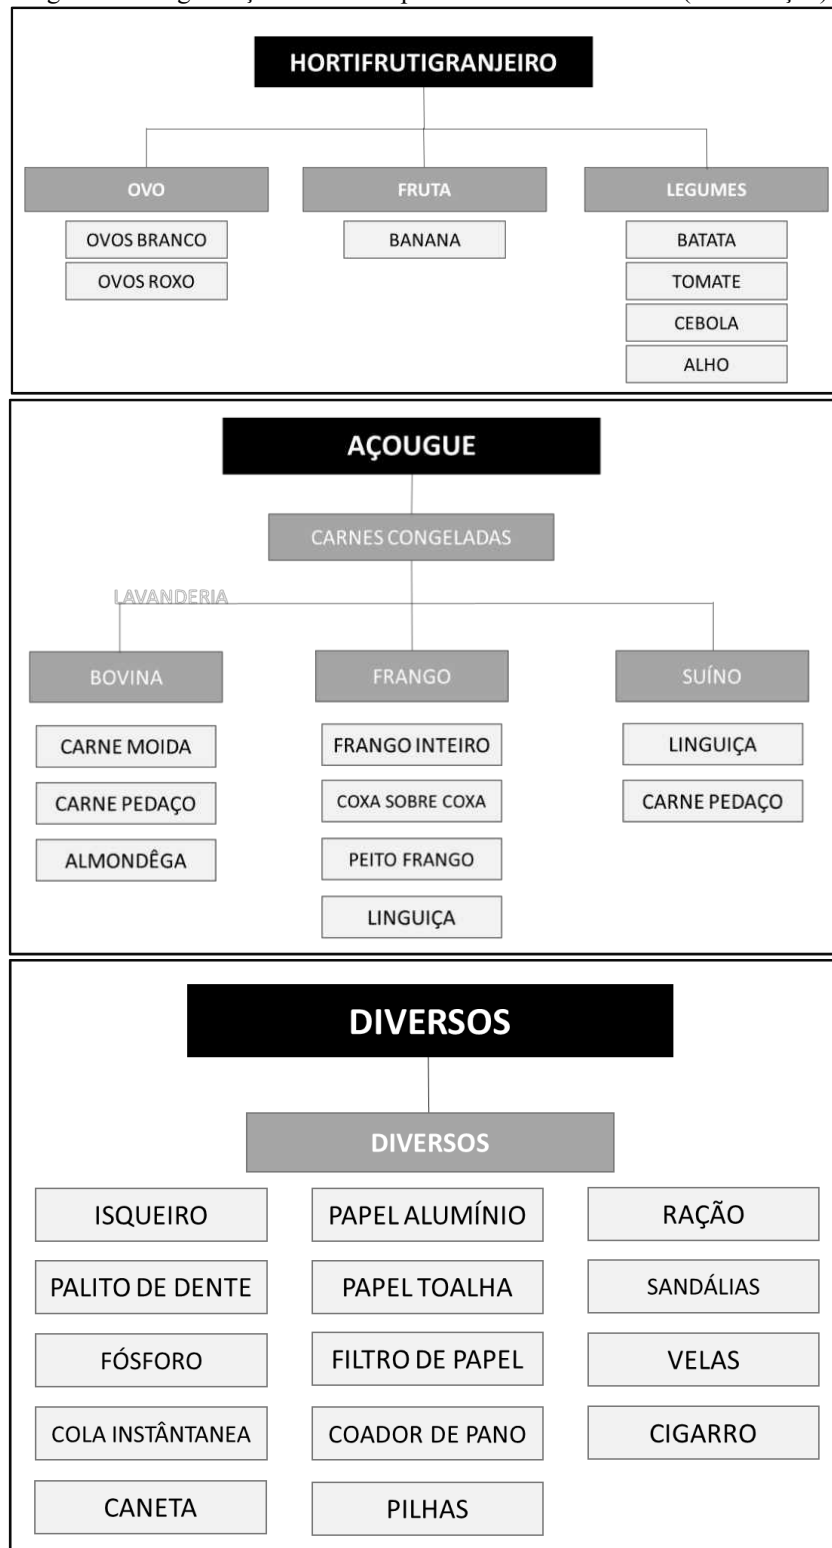 HORTIFRUTIGRANJEIRO
OVO
OVOS BRANCO
OVOS ROXO
FRUTA
BANANA
LEGUMES
BATATA
TOMATE
CEBOLA
ALHO
AÇOUGUE
CARNES CONGELADAS
LAVANDERIA
BOVINA
CARNE MOIDA
CARNE PEDAÇO
ALMONDÊGA
FRANGO
FRANGO INTEIRO
COXA SOBRE COXA
PEITO FRANGO
LINGUIÇA
SUÍNO
LINGUIÇA
CARNE PEDAÇO
DIVERSOS
DIVERSOS
ISQUEIRO
PALITO DE DENTE
FÓSFORO
COLA INSTÂNTANEA
CANETA
PAPEL ALUMÍNIO
PAPEL TOALHA
FILTRO DE PAPEL
COADOR DE PANO
PILHAS
RAÇÃO
SANDÁLIAS
VELAS
CIGARRO